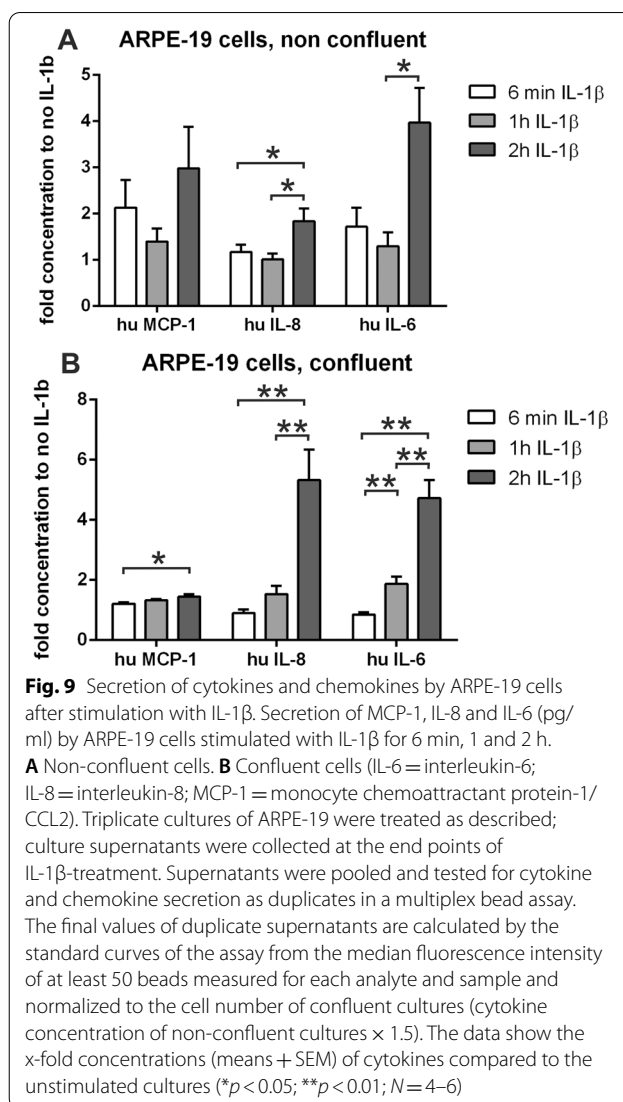 A ARPE-19 cells, non confluent
fold concentration to no IL-1b
5
4
3
2
1
0
*
*
*
hu MCP-1 hu IL-8 hu IL-6
6 min IL-1β
1h IL-1β
2h IL-1β
B ARPE-19 cells, confluent
fold concentration to no IL-1b
8
6
4
2
0
*
**
**
**
**
**
hu MCP-1 hu IL-8 hu IL-6
6 min IL-1β
1h IL-1β
2h IL-1β
Fig. 9 Secretion of cytokines and chemokines by ARPE-19 cells
after stimulation with IL-1β. Secretion of MCP-1, IL-8 and IL-6 (pg/
ml) by ARPE-19 cells stimulated with IL-1β for 6 min, 1 and 2 h.
A Non-confluent cells. B Confluent cells (IL-6 = interleukin-6;
IL-8 = interleukin-8; MCP-1 = monocyte chemoattractant protein-1/
CCL2). Triplicate cultures of ARPE-19 were treated as described;
culture supernatants were collected at the end points of
IL-1β-treatment. Supernatants were pooled and tested for cytokine
and chemokine secretion as duplicates in a multiplex bead assay.
The final values of duplicate supernatants are calculated by the
standard curves of the assay from the median fluorescence intensity
of at least 50 beads measured for each analyte and sample and
normalized to the cell number of confluent cultures (cytokine
concentration of non-confluent cultures × 1.5). The data show the
x-fold concentrations (means + SEM) of cytokines compared to the
unstimulated cultures (*p < 0.05; **p < 0.01; N = 4–6)